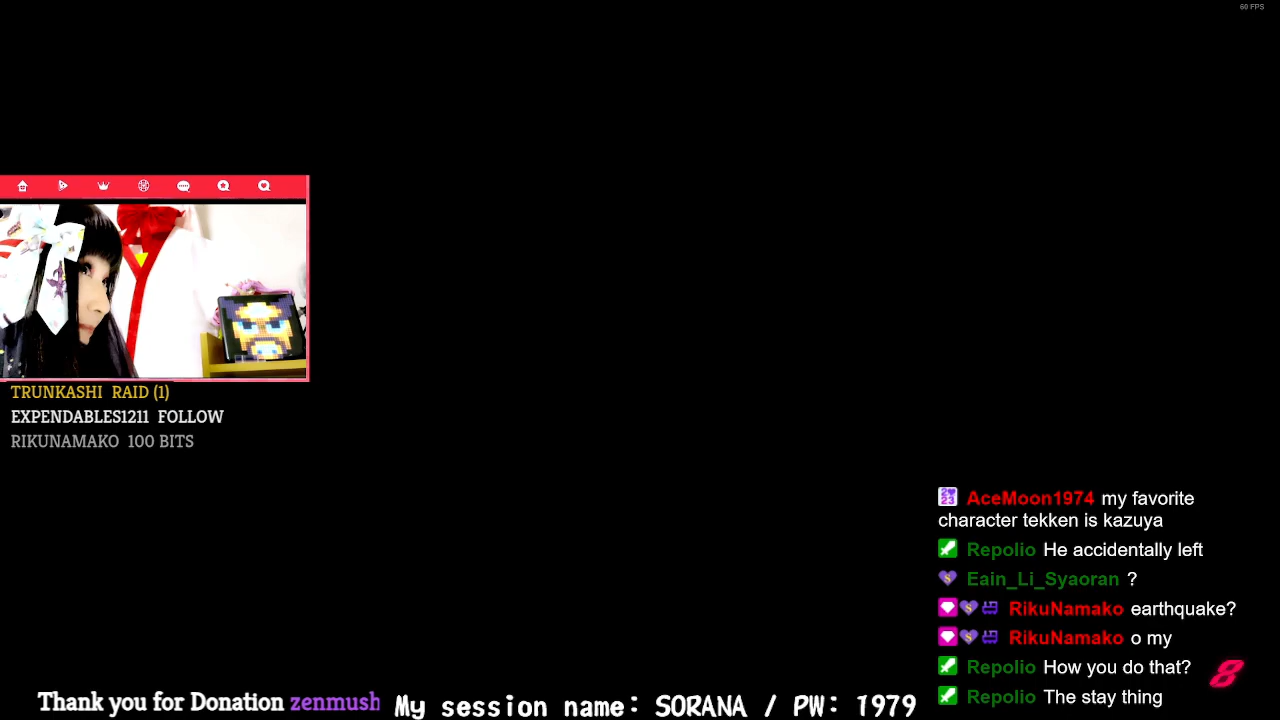 60 FPS
TRUNKASHI RAID (1)
EXPENDABLES1211 FOLLOW
RIKUNAMAKO 100 BITS
AceMoon1974 my favorite
character tekken is kazuya
Repolio He accidentally left
Eain_Li_Syaoran ?
RikuNamako earthquake?
RikuNamako o my
Repolio How you do that?
Repolio The stay thing
8
Thank you for Donation zenmush
My session name: SORANA / PW: 1979